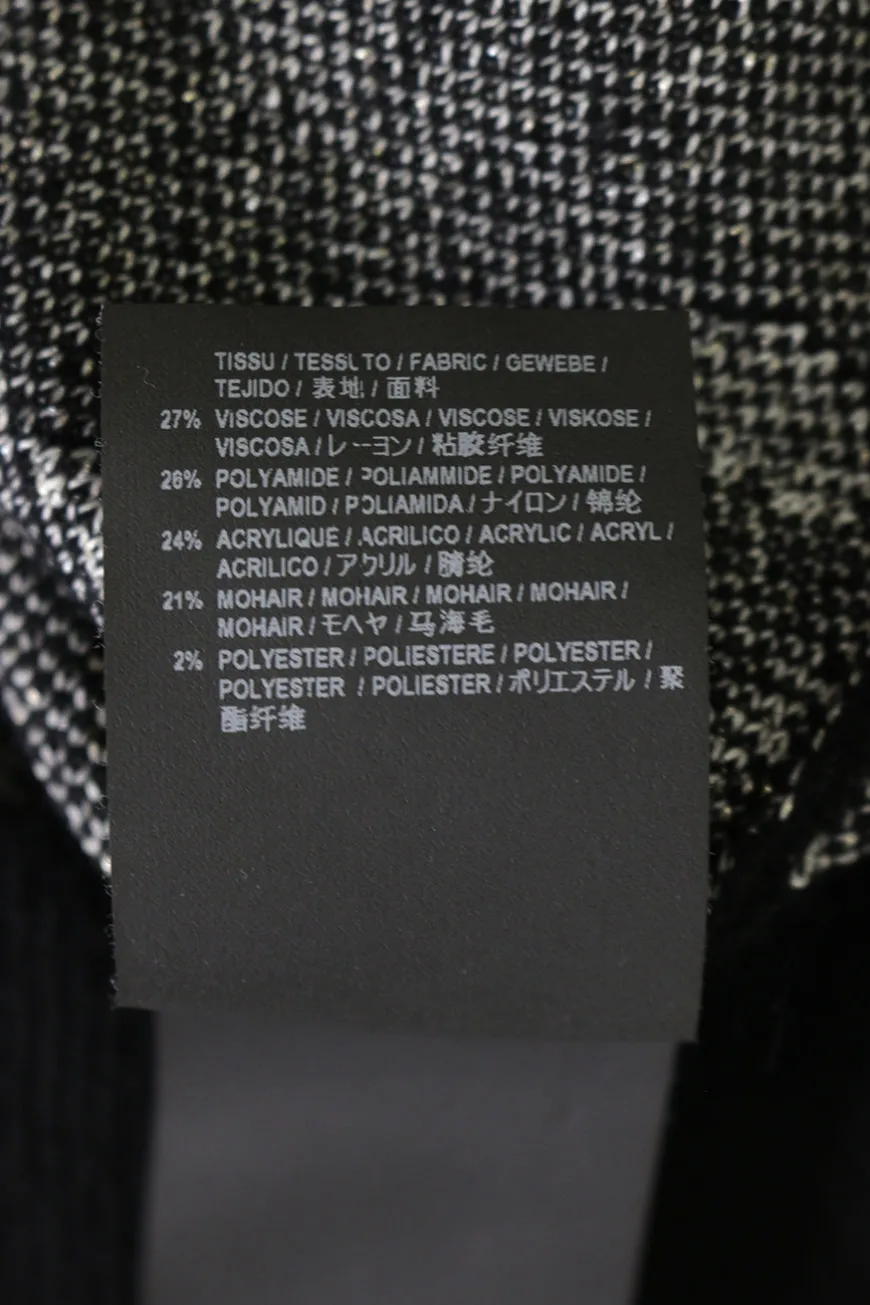 TISSU / TESSUTO / FABRIC / GEWEBE /
TEJIDO / 表地 / 面料
27% VISCOSE / VISCOSA / VISCOSE / VISKOSE /
VISCOSA / レーヨン / 粘胶纤维
26% POLYAMIDE / POLIAMMIDE / POLYAMIDE /
POLYAMID / POLIAMIDA / ナイロン / 锦纶
24% ACRYLIQUE / ACRILICO / ACRYLIC / ACRYL /
ACRILICO / アクリル / 腈纶
21% MOHAIR / MOHAIR / MOHAIR / MOHAIR /
MOHAIR / モヘヤ / 马海毛
2% POLYESTER / POLIESTERE / POLYESTER /
POLYESTER / POLIESTER / ポリエステル / 聚
酯纤维